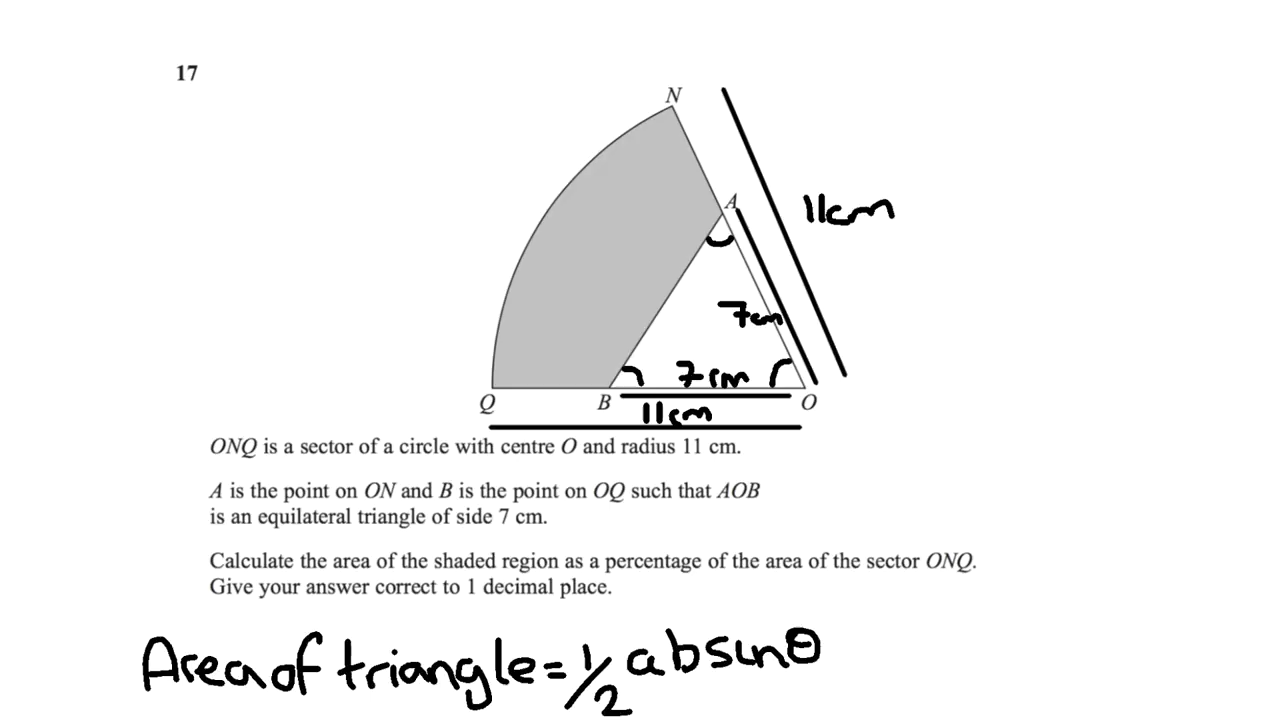 17
N
A
11cm
7cm
7cm
Q
B
O
11cm
ONQ is a sector of a circle with centre O and radius 11 cm.
A is the point on ON and B is the point on OQ such that AOB
is an equilateral triangle of side 7 cm.
Calculate the area of the shaded region as a percentage of the area of the sector ONQ.
Give your answer correct to 1 decimal place.
Area of triangle = 1/2 absinθ